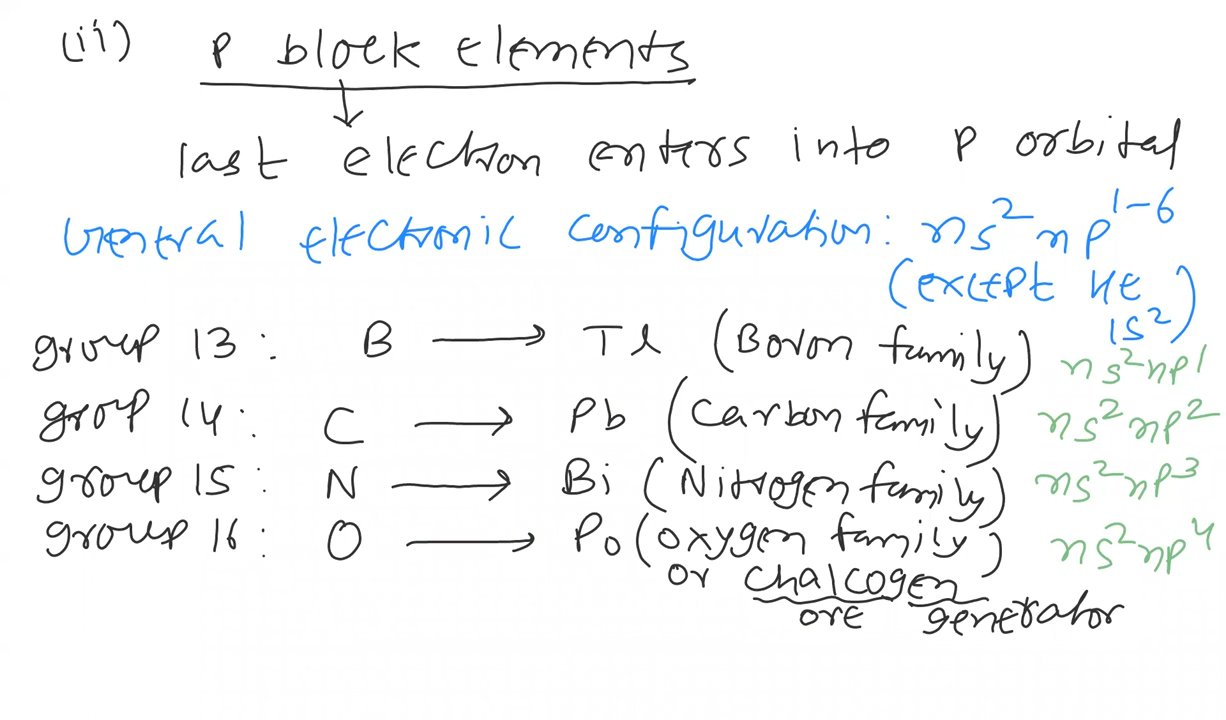 (ii) P block elements
last electron enters into P orbital
General electronic configuration: ns² np¹⁻⁶
(except He
1s²)
group 13 : B → Tl (Boron family) ns²np1
group 14 : C → Pb (Carbon family) ns² np²
group 15 : N → Bi (Nitrogen family) ns²np³
group 16 : O → Po (oxygen family) ns²np⁴
or chalcogen
ore generator